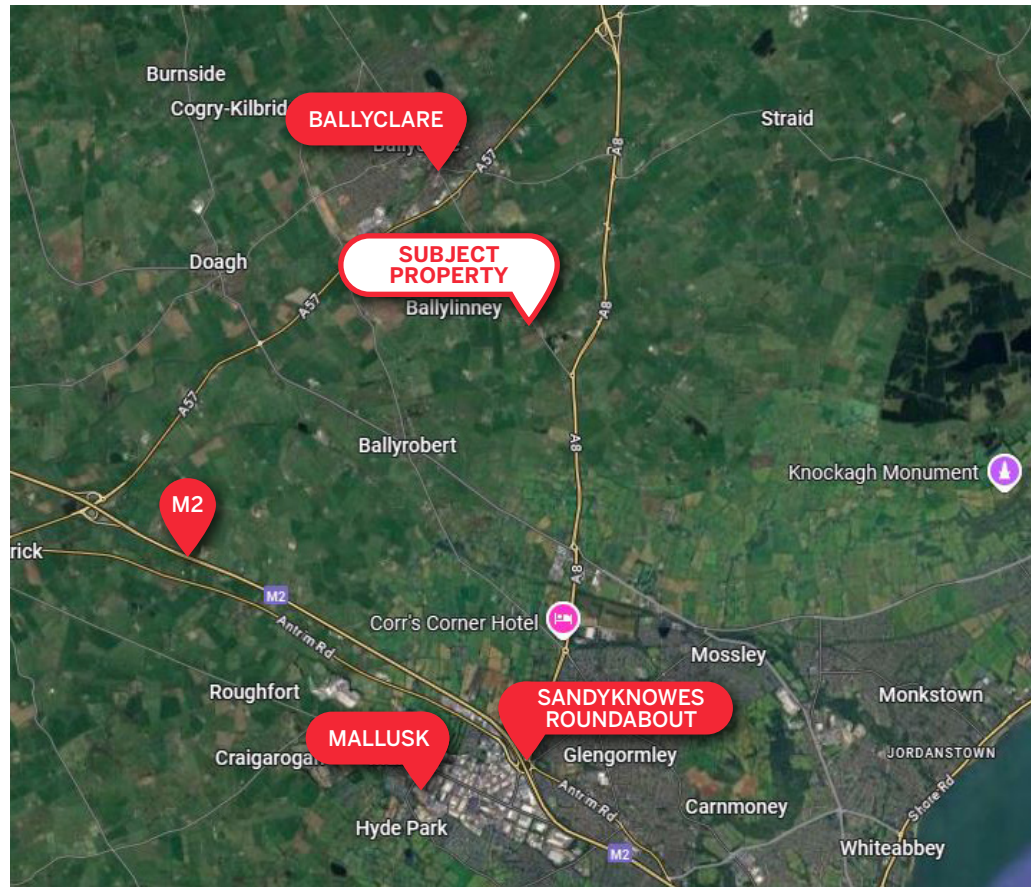 Burnside
Cogry-Kilbrid
BALLYCLARE
Straid
A8
A57
Doagh
SUBJECT
PROPERTY
A57
Ballylinney
A8
A57
Ballyrobert
A8
Knockagh Monument
M2
rick
A8
M2
Corr's Corner Hotel
Antrim Rd
Mossley
Roughfort
SANDYKNOWES
ROUNDABOUT
Monkstown
MALLUSK
Craigarogan
Glengormley
JORDANSTOWN
Antrim Rd
Carnmoney
Shore Rd
Hyde Park
Whiteabbey
M2